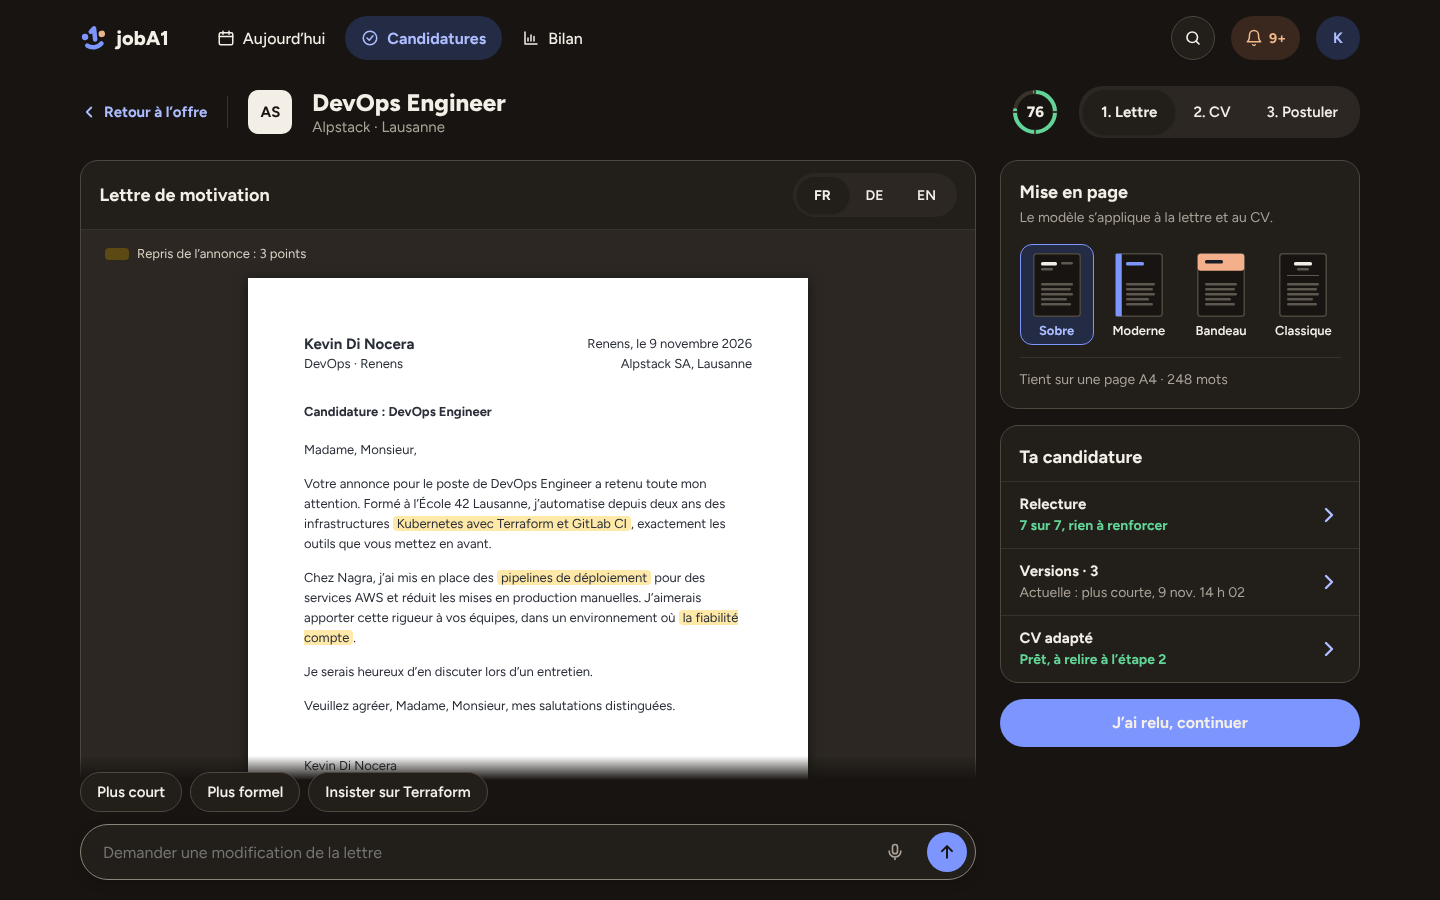 jobA1
Aujourd’hui
Candidatures
Bilan
9+
K
Retour à l’offre
AS
DevOps Engineer
Alpstack · Lausanne
76
1. Lettre
2. CV
3. Postuler
Lettre de motivation
FR
DE
EN
Repris de l’annonce : 3 points
Kevin Di Nocera
DevOps · Renens
Renens, le 9 novembre 2026
Alpstack SA, Lausanne
Candidature : DevOps Engineer
Madame, Monsieur,
Votre annonce pour le poste de DevOps Engineer a retenu toute mon
attention. Formé à l’École 42 Lausanne, j’automatise depuis deux ans des
infrastructures Kubernetes avec Terraform et GitLab CI, exactement les
outils que vous mettez en avant.
Chez Nagra, j’ai mis en place des pipelines de déploiement pour des
services AWS et réduit les mises en production manuelles. J’aimerais
apporter cette rigueur à vos équipes, dans un environnement où la fiabilité
compte.
Je serais heureux d’en discuter lors d’un entretien.
Veuillez agréer, Madame, Monsieur, mes salutations distinguées.
Kevin Di Nocera
Plus court
Plus formel
Insister sur Terraform
Demander une modification de la lettre
Mise en page
Le modèle s’applique à la lettre et au CV.
Sobre
Moderne
Bandeau
Classique
Tient sur une page A4 · 248 mots
Ta candidature
Relecture
7 sur 7, rien à renforcer
Versions · 3
Actuelle : plus courte, 9 nov. 14 h 02
CV adapté
Prêt, à relire à l’étape 2
J’ai relu, continuer